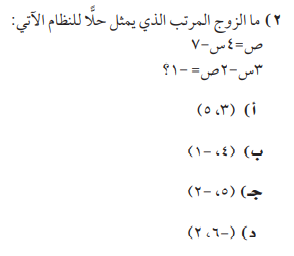 ٢) ما الزوج المرتب الذي يمثل حلًّا للنظام الآتي:
ص=٤س–٧
٣س–٢ص= –١؟
أ) (٣، ٥)
ب) (٤، –١)
جـ) (٥، –٢)
د) (–٦، ٢)